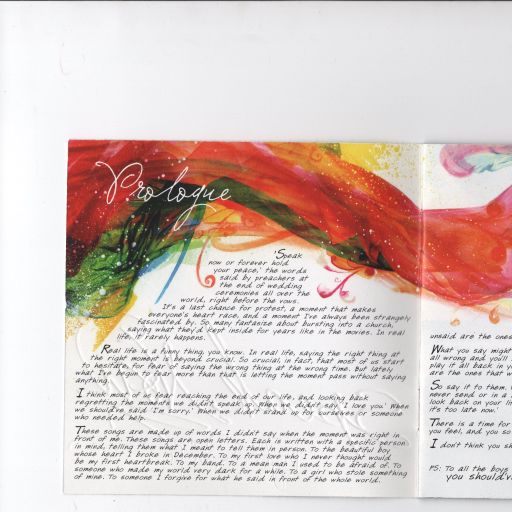 Prologue
'Speak
now or forever hold
your peace.' the words
said by preachers at
the end of wedding
ceremonies all over the
world, right before the vows.
It's a last chance for protest, a moment that makes
everyone's heart race, and a moment I've always been strangely
fascinated by. So many fantasize about bursting into a church,
saying what they'd kept inside for years like in the movies. In real
life, it rarely happens.
Real life is a funny thing, you know. In real life, saying the right thing at
the right moment is beyond crucial. So crucial, in fact, that most of us start
to hesitate, for fear of saying the wrong thing at the wrong time. But lately
what I've begun to fear more than that is letting the moment pass without saying
anything.
I think most of us fear reaching the end of our life, and looking back
regretting the moments we didn't speak up. When we didn't say, 'I love you.' When
we should've said, 'I'm sorry.' When we didn't stand up for ourselves or someone
who needed help.
These songs are made up of words I didn't say when the moment was right in
front of me. These songs are open letters. Each is written with a specific person
in mind, telling them what I meant to tell them in person. To the beautiful boy
whose heart I broke in December. To my first love who I never thought would
be my first heartbreak. To my band. To a mean man I used to be afraid of. To
someone who made my world very dark for a while. To a girl who stole something
of mine. To someone I forgive for what he said in front of the whole world.
unsaid are the ones
What you say might
all wrong and you'll
play it all back in you
are the ones that w
So say it to them.
never send or in a
look back on your li
it's too late now.'
There is a time for
you feel, and you so
I don't think you sh
PS: To all the boys
you should'v